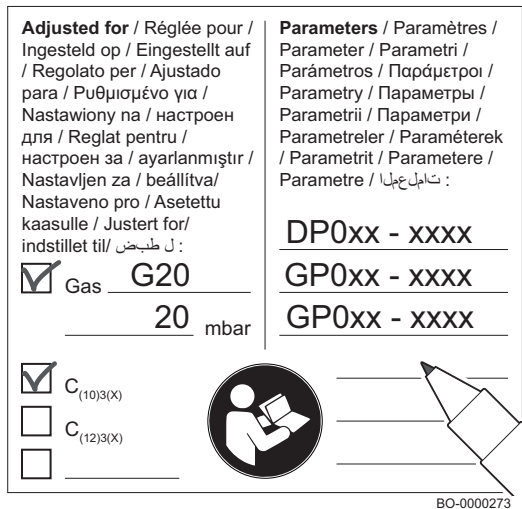 Adjusted for / Réglée pour /
Ingesteld op / Eingestellt auf
/ Regolato per / Ajustado
para / Ρυθμισμένο για /
Nastawiony na / настроен
для / Reglat pentru /
настроен за / ayarlanmıştır /
Nastavljen za / beállítva/
Nastaveno pro / Asetettu
kaasulle / Justert for/
indstillet til/ ل طبض :
Gas G20
20 mbar
C(10)3(X)
C(12)3(X)
Parameters / Paramètres /
Parameter / Parametri /
Parámetros / Παράμετροι /
Parametry / Параметры /
Parametrii / Параметри /
Parametreler / Paraméterek
/ Parametrit / Parametere /
Parametre / تاملعملا :
DP0xx - xxxx
GP0xx - xxxx
GP0xx - xxxx
BO-0000273